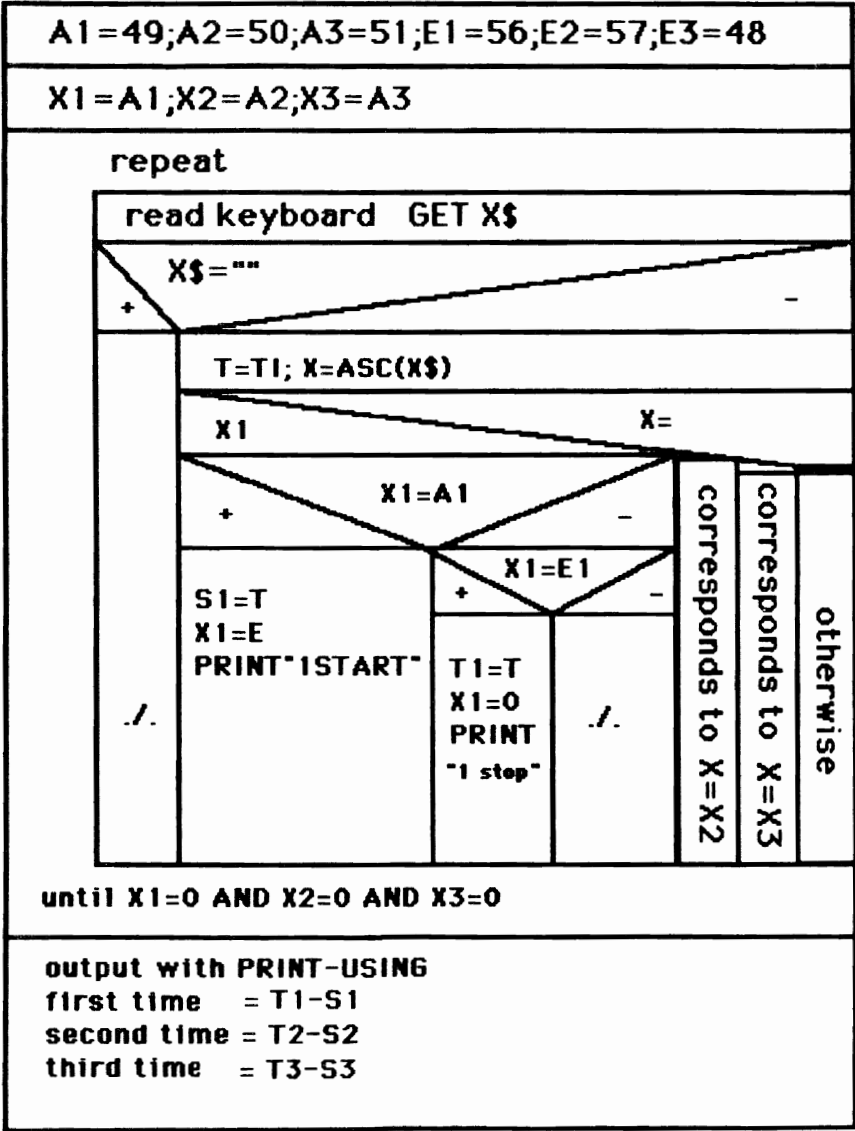 A1=49;A2=50;A3=51;E1=56;E2=57;E3=48
X1=A1;X2=A2;X3=A3
repeat
read keyboard GET X$
X$=""
+
-
T=TI; X=ASC(X$)
X=
X1
X1=A1
+
-
X1=E1
+
-
./.
S1=T
X1=E
PRINT"1START"
T1=T
X1=0
PRINT
"1 stop"
./.
corresponds to X=X2
corresponds to X=X3
otherwise
until X1=0 AND X2=0 AND X3=0
output with PRINT-USING
first time = T1-S1
second time = T2-S2
third time = T3-S3